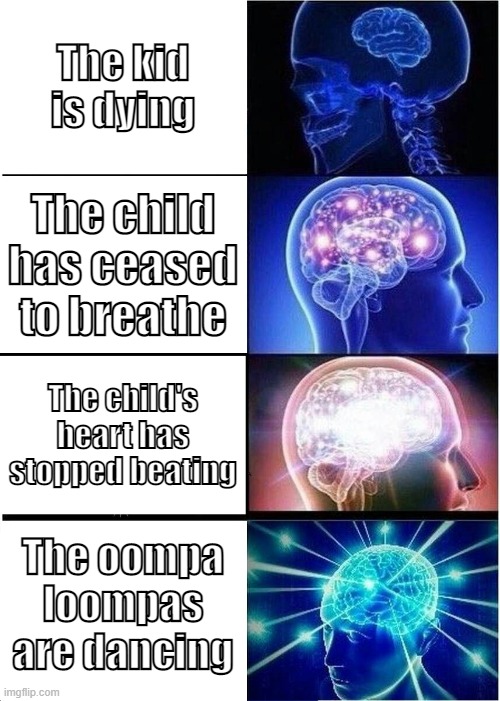 The kid
is dying
The child
has ceased
to breathe
The child's
heart has
stopped beating
The oompa
loompas
are dancing
imgflip.com